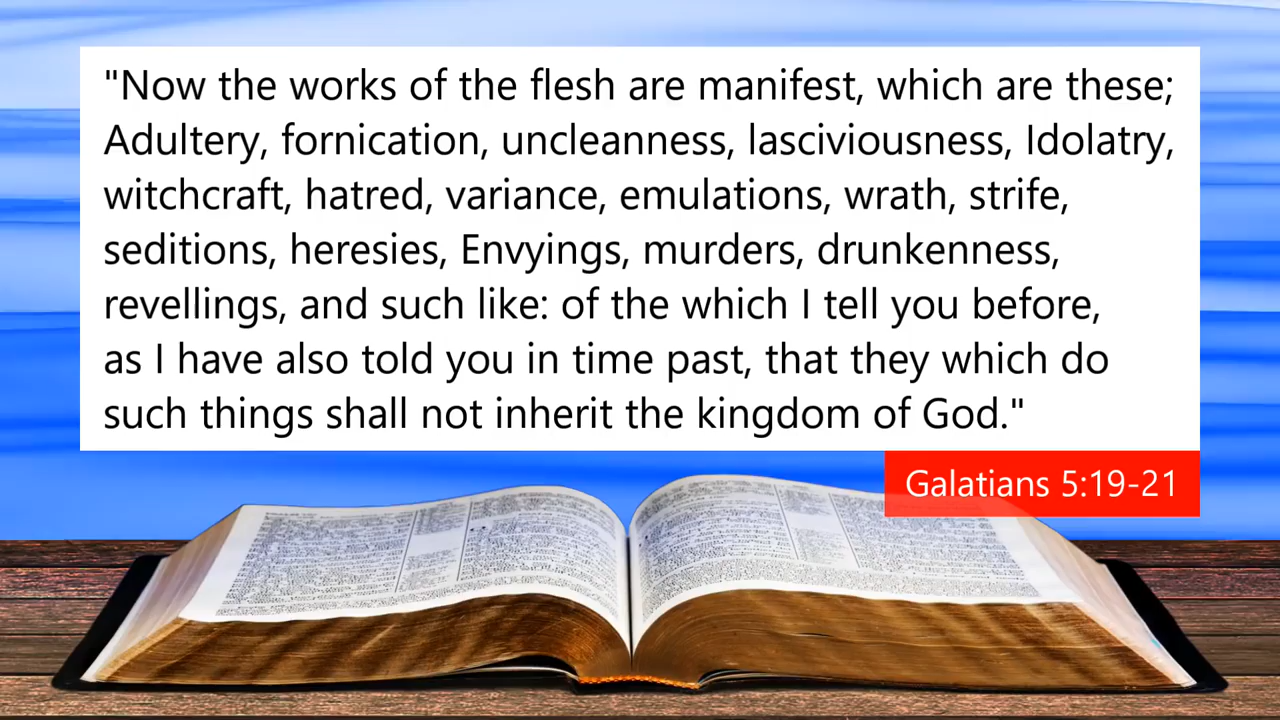 "Now the works of the flesh are manifest, which are these;
Adultery, fornication, uncleanness, lasciviousness, Idolatry,
witchcraft, hatred, variance, emulations, wrath, strife,
seditions, heresies, Envyings, murders, drunkenness,
revellings, and such like: of the which I tell you before,
as I have also told you in time past, that they which do
such things shall not inherit the kingdom of God."
Galatians 5:19-21